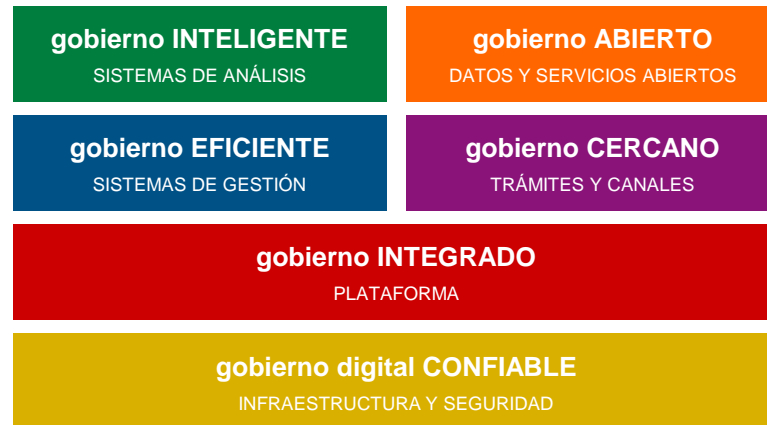 gobierno INTELIGENTE
SISTEMAS DE ANÁLISIS
gobierno ABIERTO
DATOS Y SERVICIOS ABIERTOS
gobierno EFICIENTE
SISTEMAS DE GESTIÓN
gobierno CERCANO
TRÁMITES Y CANALES
gobierno INTEGRADO
PLATAFORMA
gobierno digital CONFIABLE
INFRAESTRUCTURA Y SEGURIDAD